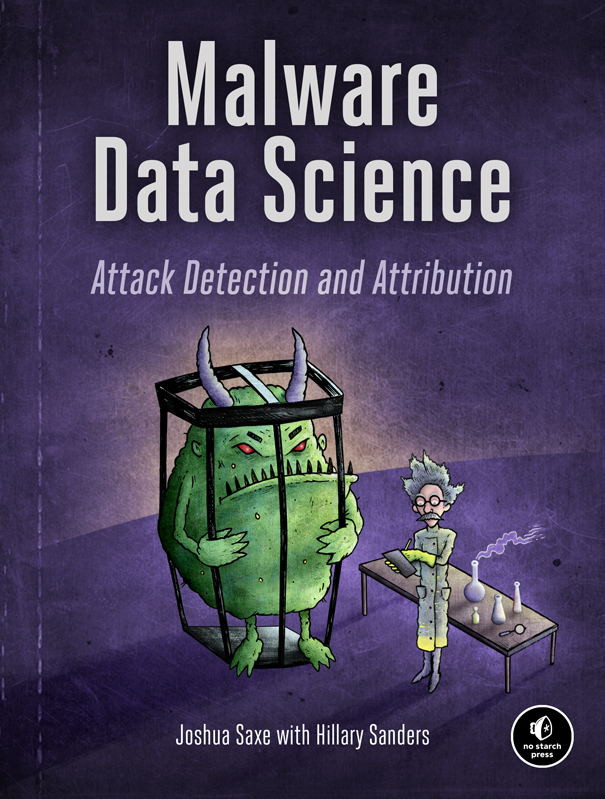 Malware
Data Science
Attack Detection and Attribution
Joshua Saxe with Hillary Sanders
no starch
press